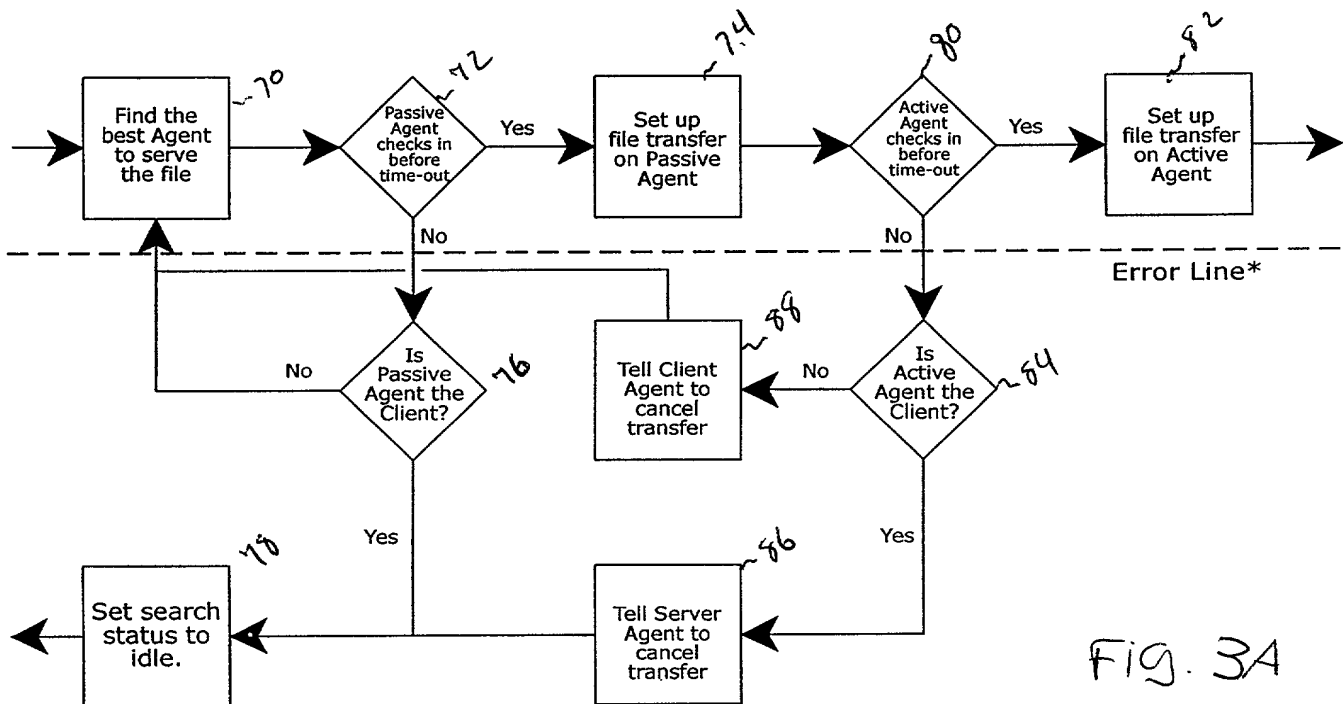 70
Find the
best Agent
to serve
the file
72
Passive
Agent
checks in
before
time-out
Yes
74
Set up
file transfer
on Passive
Agent
80
Active
Agent
checks in
before
time-out
Yes
82
Set up
file transfer
on Active
Agent
No
No
Error Line*
No
Is
Passive
Agent the
Client?
76
88
Tell Client
Agent to
cancel
transfer
No
Is
Active
Agent the
Client?
84
Yes
Yes
78
Set search
status to
idle.
86
Tell Server
Agent to
cancel
transfer
Fig. 3A